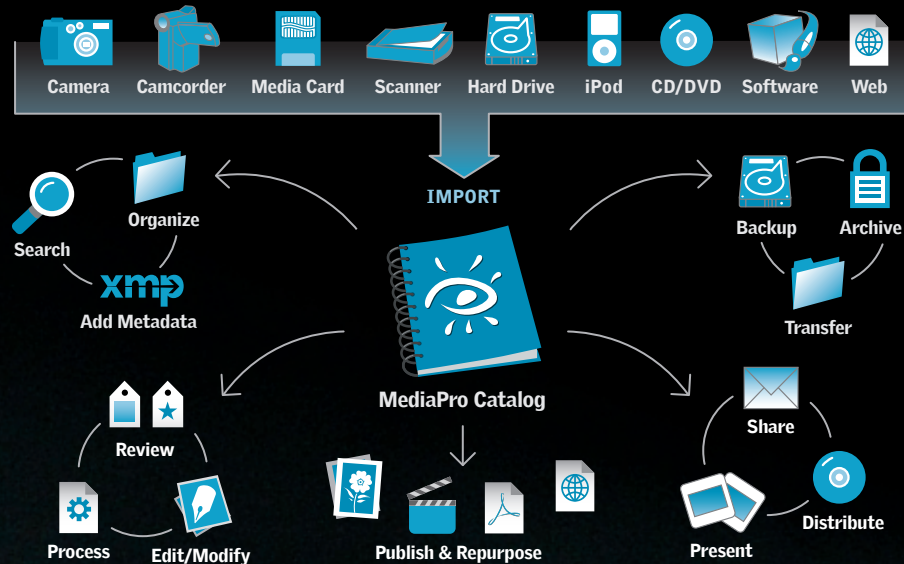 Camera Camcorder Media Card Scanner Hard Drive iPod CD/DVD Software Web
IMPORT
Search
Organize
xmp
Add Metadata
Backup
Archive
Transfer
MediaPro Catalog
Review
Process
Edit/Modify
Publish & Repurpose
Share
Present
Distribute